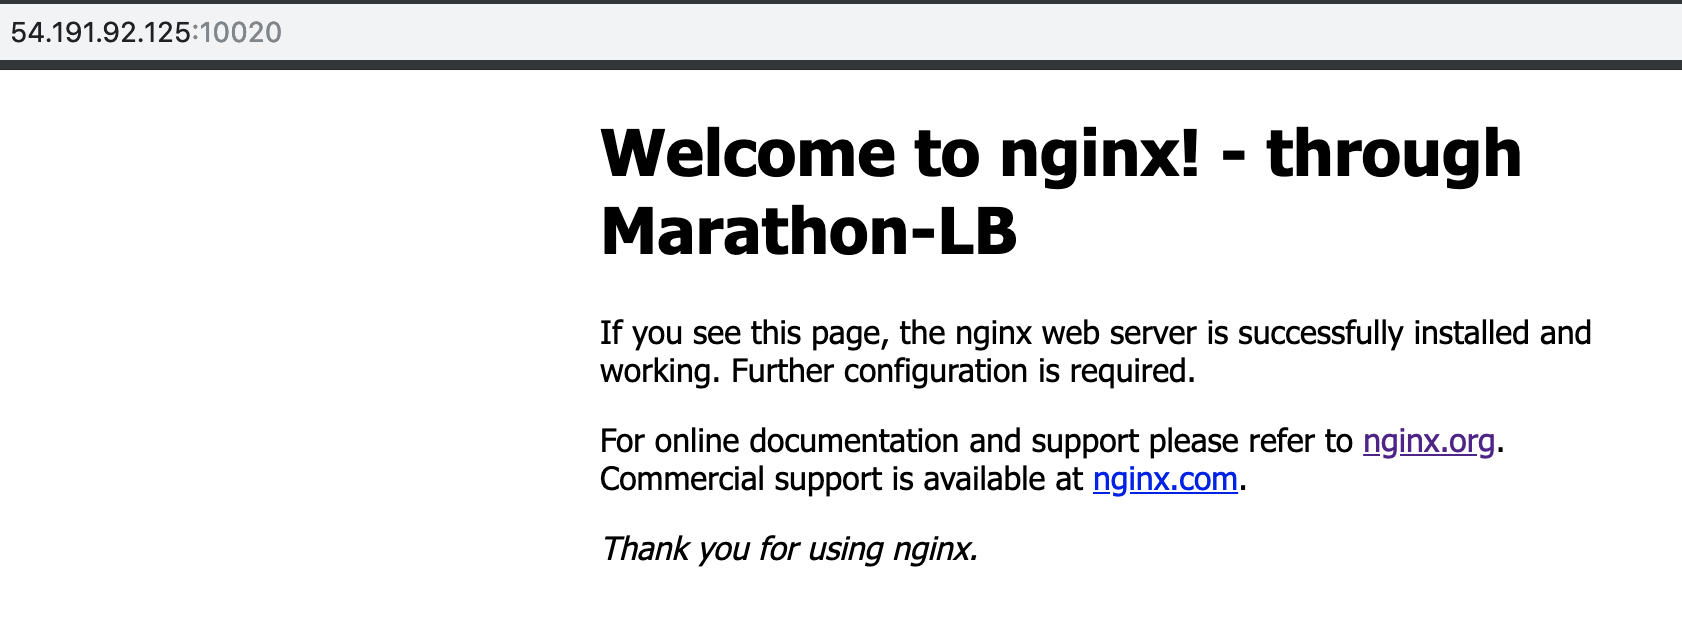 54.191.92.125:10020
Welcome to nginx! - through
Marathon-LB
If you see this page, the nginx web server is successfully installed and
working. Further configuration is required.
For online documentation and support please refer to nginx.org.
Commercial support is available at nginx.com.
Thank you for using nginx.